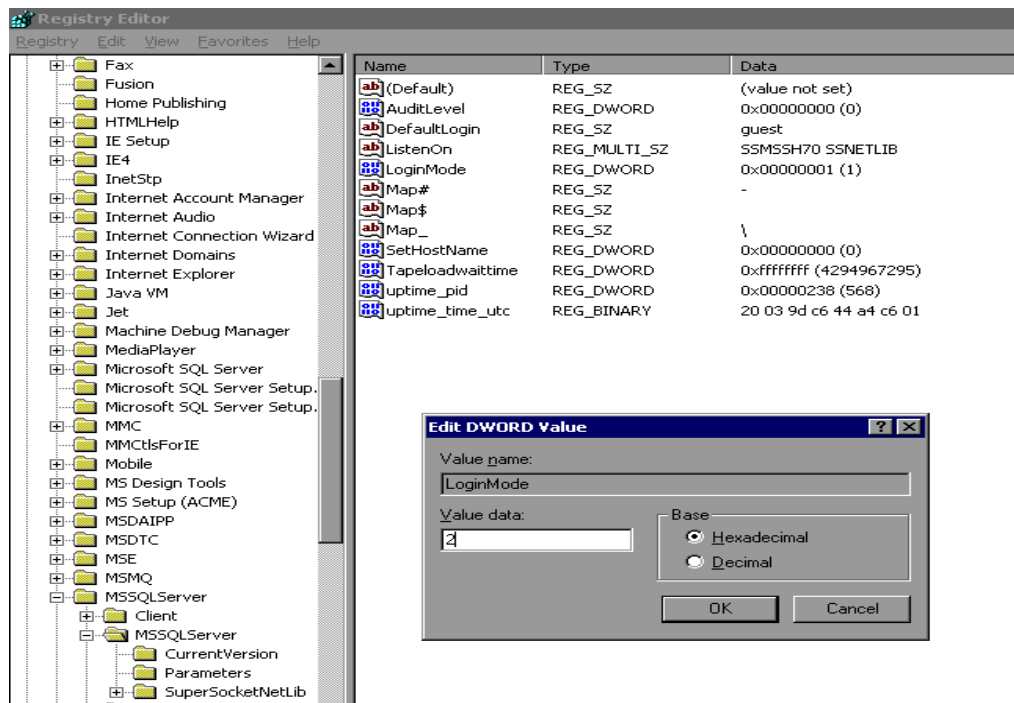 Registry Editor
Registry Edit View Favorites Help
Fax
Fusion
Home Publishing
HTMLHelp
IE Setup
IE4
InetStp
Internet Account Manager
Internet Audio
Internet Connection Wizard
Internet Domains
Internet Explorer
Java VM
Jet
Machine Debug Manager
MediaPlayer
Microsoft SQL Server
Microsoft SQL Server Setup.
Microsoft SQL Server Setup.
MMC
MMCtlsForIE
Mobile
MS Design Tools
MS Setup (ACME)
MSDAIPP
MSDTC
MSE
MSMQ
MSSQLServer
Client
MSSQLServer
CurrentVersion
Parameters
SuperSocketNetLib
Name Type Data
(Default) REG_SZ (value not set)
AuditLevel REG_DWORD 0x00000000 (0)
DefaultLogin REG_SZ guest
ListenOn REG_MULTI_SZ SSMSSH70 SSNETLIB
LoginMode REG_DWORD 0x00000001 (1)
Map# REG_SZ -
Map$ REG_SZ
Map_ REG_SZ \
SetHostName REG_DWORD 0x00000000 (0)
Tapeloadwaittime REG_DWORD 0xffffffff (4294967295)
uptime_pid REG_DWORD 0x00000238 (568)
uptime_time_utc REG_BINARY 20 03 9d c6 44 a4 c6 01
Edit DWORD Value
Value name:
LoginMode
Value data:
2
Base
Hexadecimal
Decimal
OK Cancel